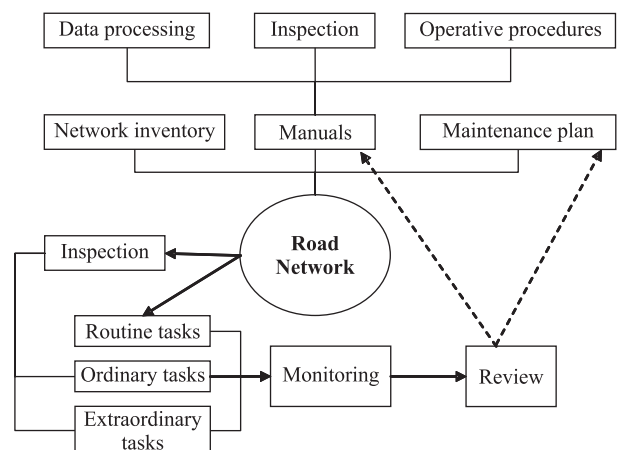 Data processing
Inspection
Operative procedures
Network inventory
Manuals
Maintenance plan
Road
Network
Inspection
Routine tasks
Ordinary tasks
Monitoring
Review
Extraordinary
tasks